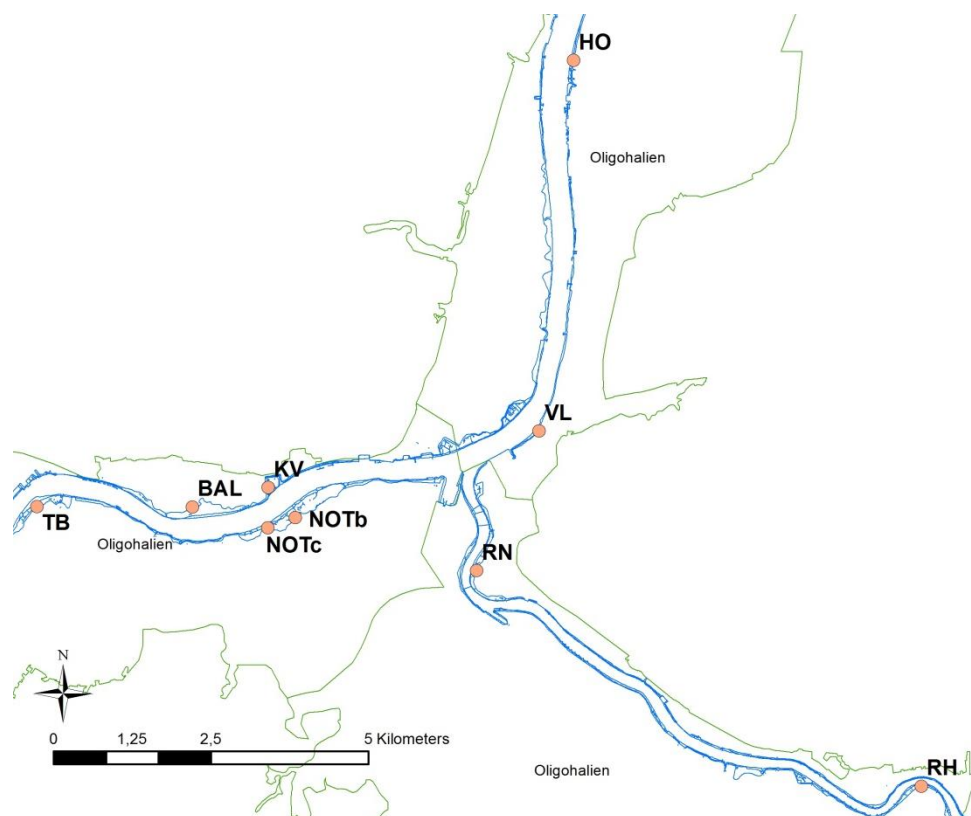 HO
Oligohalien
VL
KV
BAL
NOTb
TB
NOTc
Oligohalien
RN
N
0 1,25 2,5 5 Kilometers
Oligohalien
RH